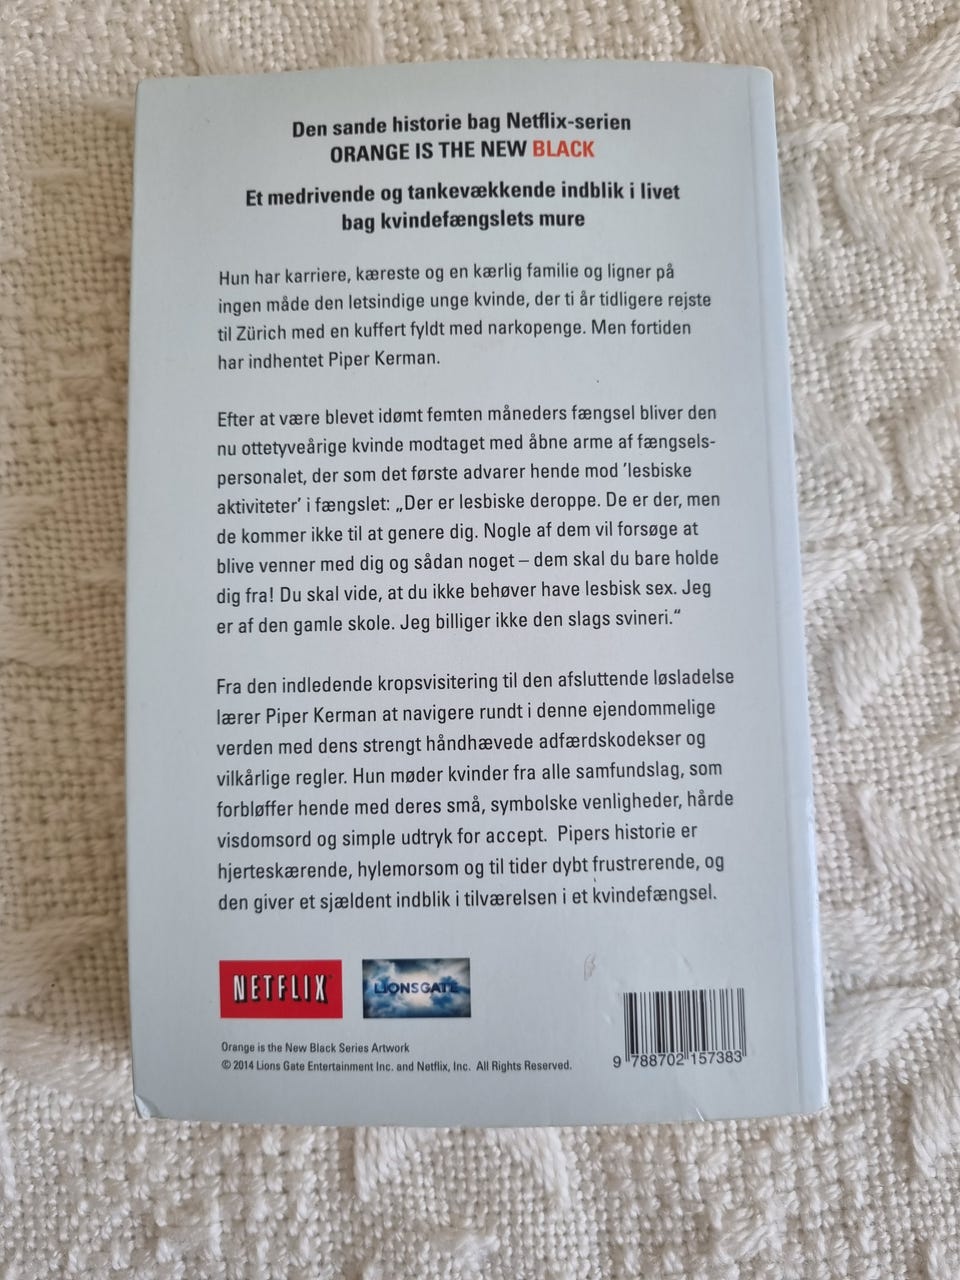 Den sande historie bag Netflix-serien
ORANGE IS THE NEW BLACK
Et medrivende og tankevækkende indblik i livet
bag kvindefængslets mure
Hun har karriere, kæreste og en kærlig familie og ligner på
ingen måde den letsindige unge kvinde, der ti år tidligere rejste
til Zürich med en kuffert fyldt med narkopenge. Men fortiden
har indhentet Piper Kerman.
Efter at være blevet idømt femten måneders fængsel bliver den
nu ottetyveårige kvinde modtaget med åbne arme af fængsels-
personalet, der som det første advarer hende mod ’lesbiske
aktiviteter’ i fængslet: „Der er lesbiske deroppe. De er der, men
de kommer ikke til at genere dig. Nogle af dem vil forsøge at
blive venner med dig og sådan noget – dem skal du bare holde
dig fra! Du skal vide, at du ikke behøver have lesbisk sex. Jeg
er af den gamle skole. Jeg billiger ikke den slags svineri.“
Fra den indledende kropsvisitering til den afsluttende løsladelse
lærer Piper Kerman at navigere rundt i denne ejendommelige
verden med dens strengt håndhævede adfærdskodekser og
vilkårlige regler. Hun møder kvinder fra alle samfundslag, som
forbløffer hende med deres små, symbolske venligheder, hårde
visdomsord og simple udtryk for accept. Pipers historie er
hjerteskærende, hylemorsom og til tider dybt frustrerende, og
den giver et sjældent indblik i tilværelsen i et kvindefængsel.
NETFLIX
LIONSGATE
Orange is the New Black Series Artwork
© 2014 Lions Gate Entertainment Inc. and Netflix, Inc. All Rights Reserved.
9 788702 157383